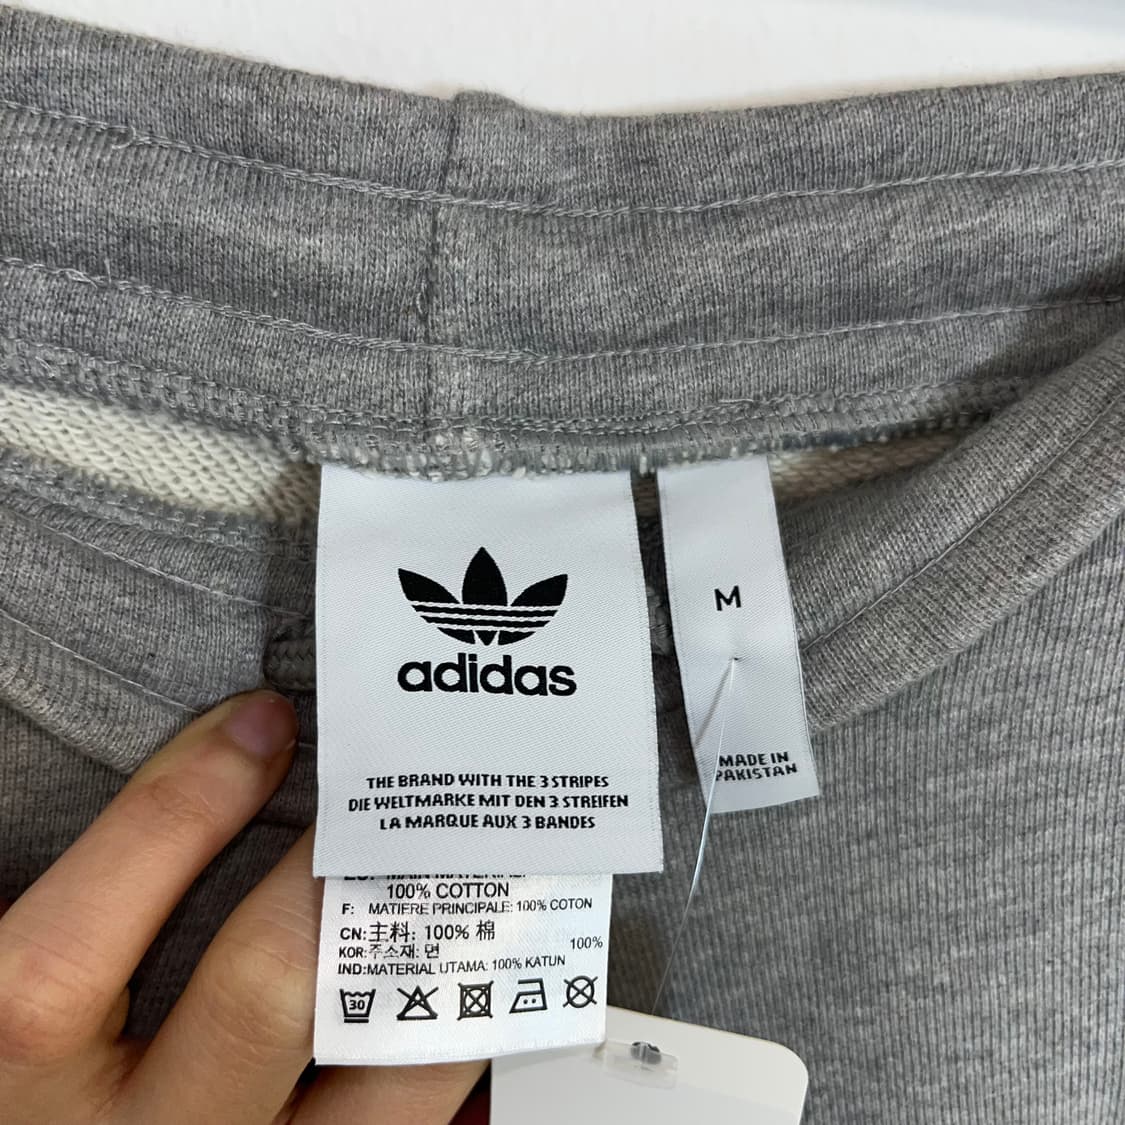 adidas
THE BRAND WITH THE 3 STRIPES
DIE WELTMARKE MIT DEN 3 STREIFEN
LA MARQUE AUX 3 BANDES
M
MADE IN
PAKISTAN
MAIN MATERIAL:
100% COTTON
F: MATIERE PRINCIPALE: 100% COTON
CN:主料: 100% 棉
KOR:주소재: 면 100%
IND:MATERIAL UTAMA: 100% KATUN
30